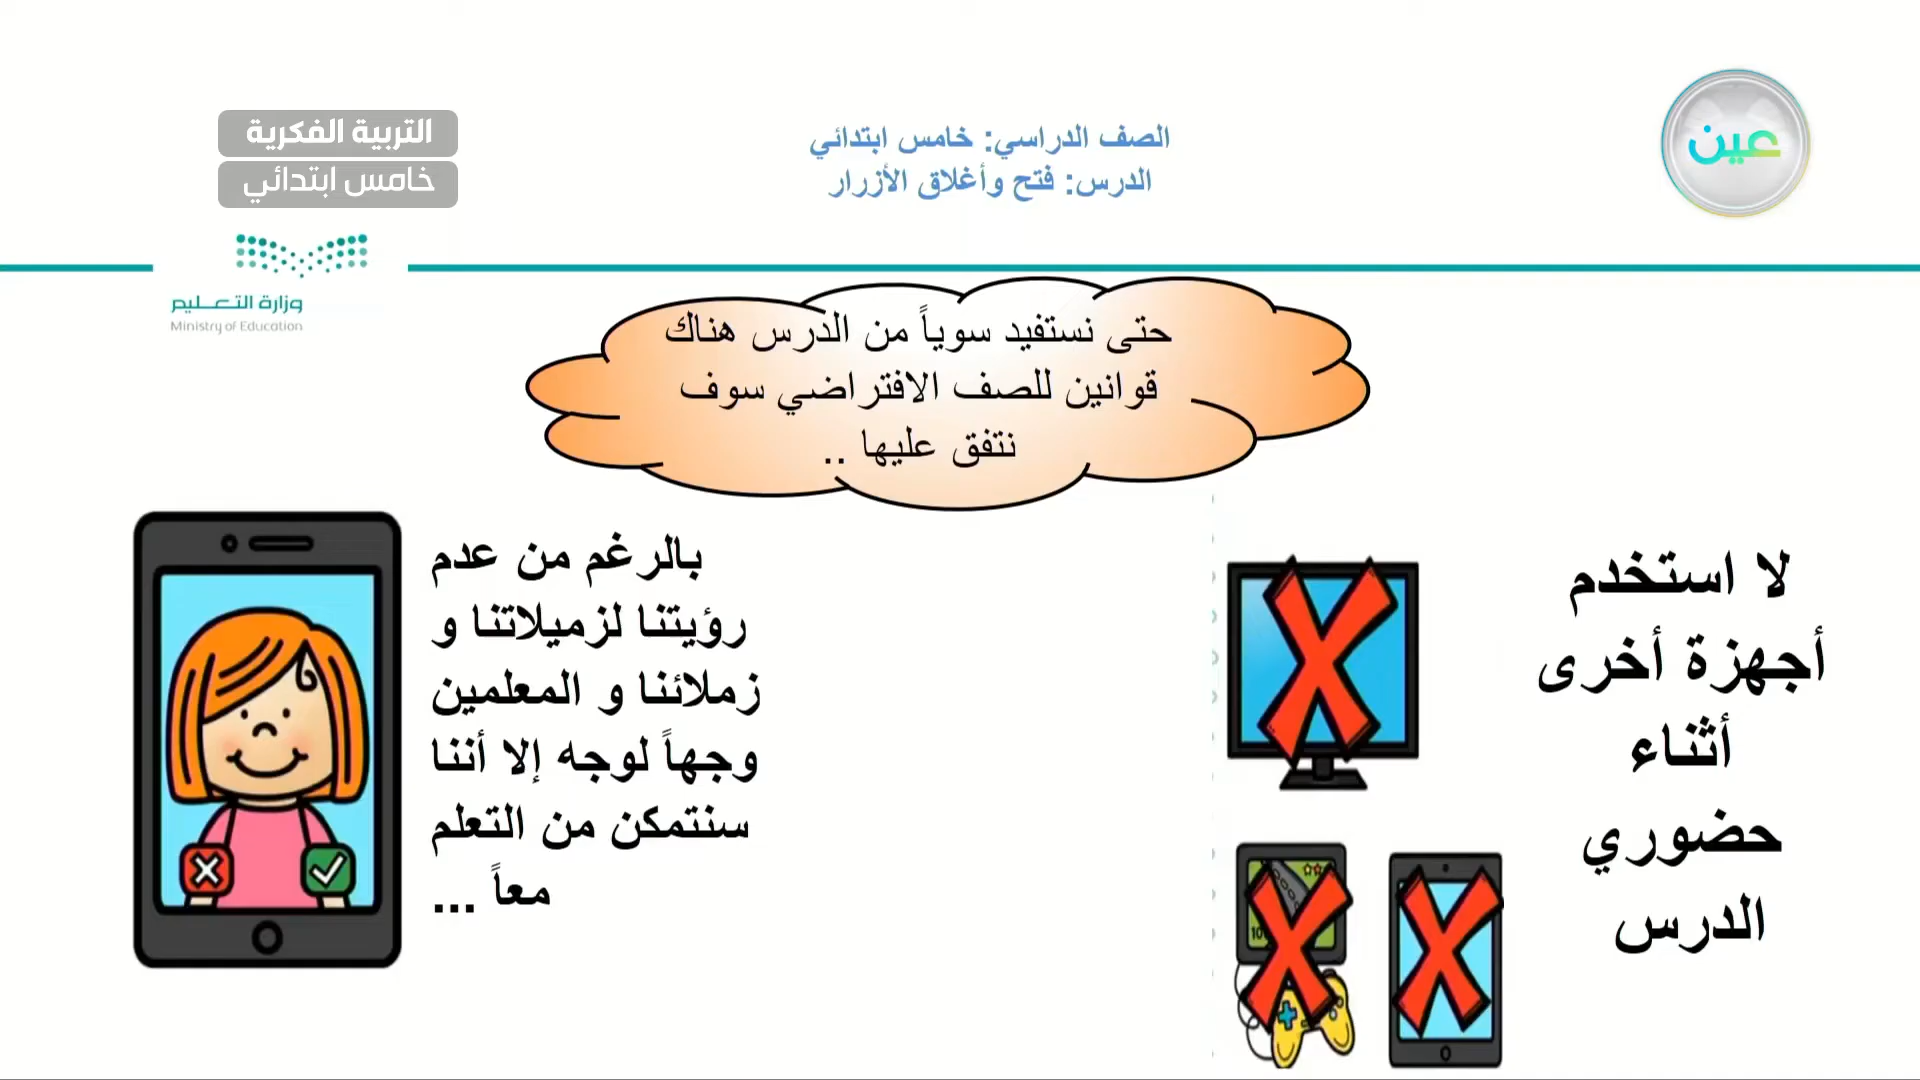 عين
الصف الدراسي: خامس ابتدائي
الدرس: فتح وأغلاق الأزرار
التربية الفكرية
خامس ابتدائي
وزارة التعليم
Ministry of Education
حتى نستفيد سوياً من الدرس هناك
قوانين للصف الافتراضي سوف
نتفق عليها ..
لا استخدم
أجهزة أخرى
أثناء
حضوري
الدرس
بالرغم من عدم
رؤيتنا لزميلاتنا و
زملائنا و المعلمين
وجهاً لوجه إلا أننا
سنتمكن من التعلم
معاً ...